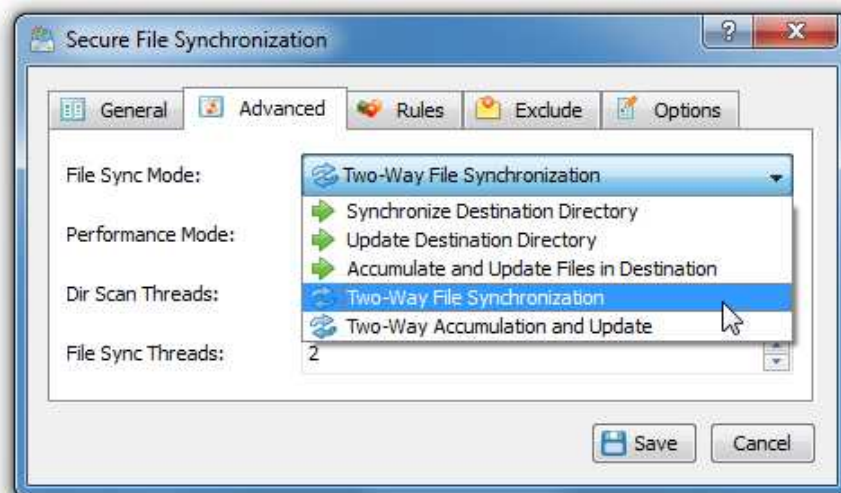 Secure File Synchronization
General Advanced Rules Exclude Options
File Sync Mode: Two-Way File Synchronization
Synchronize Destination Directory
Performance Mode: Update Destination Directory
Accumulate and Update Files in Destination
Dir Scan Threads: Two-Way File Synchronization
Two-Way Accumulation and Update
File Sync Threads: 2
Save Cancel